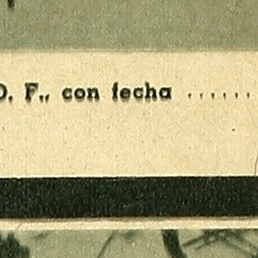 D. F., con fecha ......